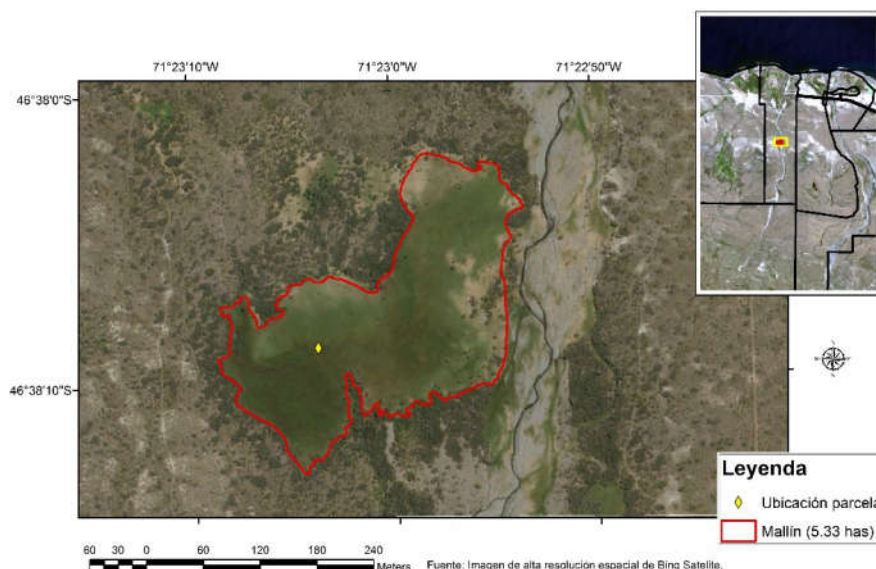 71°23'10"W 71°23'0"W 71°22'50"W
46°38'0"S
46°38'10"S
Leyenda
Ubicación parcela
Mallín (5.33 has)
60 30 0 60 120 180 240
Meters
Fuente: Imagen de alta resolución espacial de Bing Satelite.